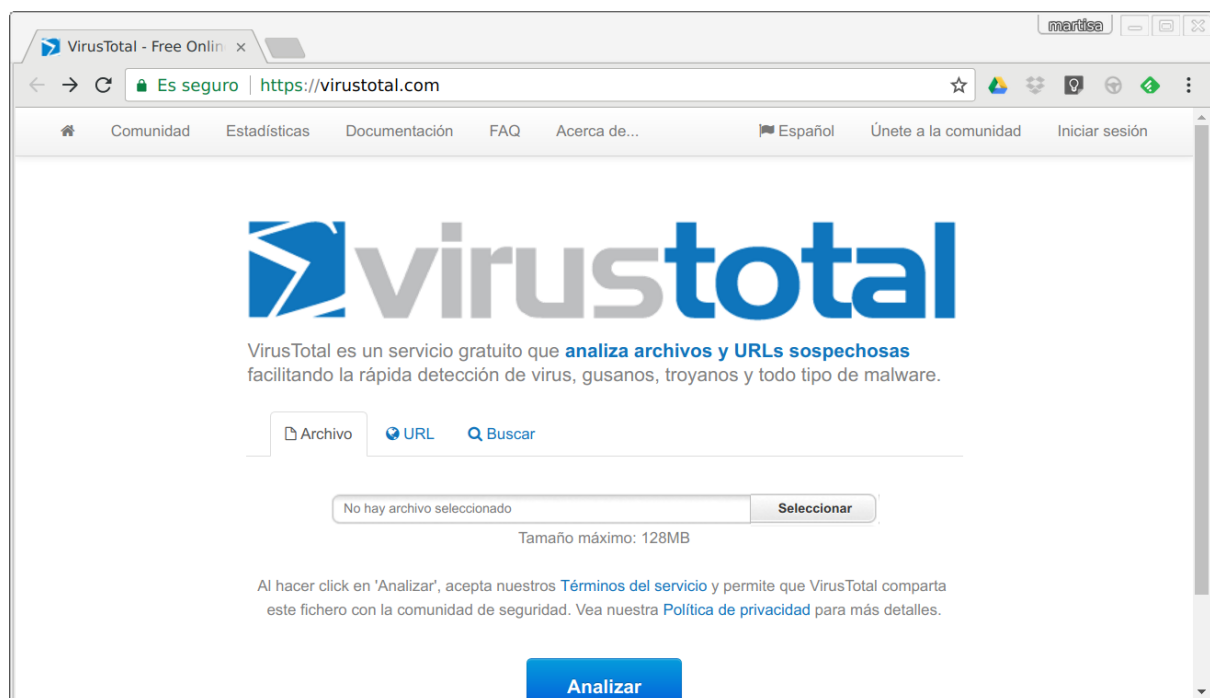 martisa
VirusTotal - Free Onlin
Es seguro https://virustotal.com
Comunidad Estadísticas Documentación FAQ Acerca de... Español Únete a la comunidad Iniciar sesión
virustotal
VirusTotal es un servicio gratuito que analiza archivos y URLs sospechosas
facilitando la rápida detección de virus, gusanos, troyanos y todo tipo de malware.
Archivo URL Buscar
No hay archivo seleccionado Seleccionar
Tamaño máximo: 128MB
Al hacer click en 'Analizar', acepta nuestros Términos del servicio y permite que VirusTotal comparta
este fichero con la comunidad de seguridad. Vea nuestra Política de privacidad para más detalles.
Analizar